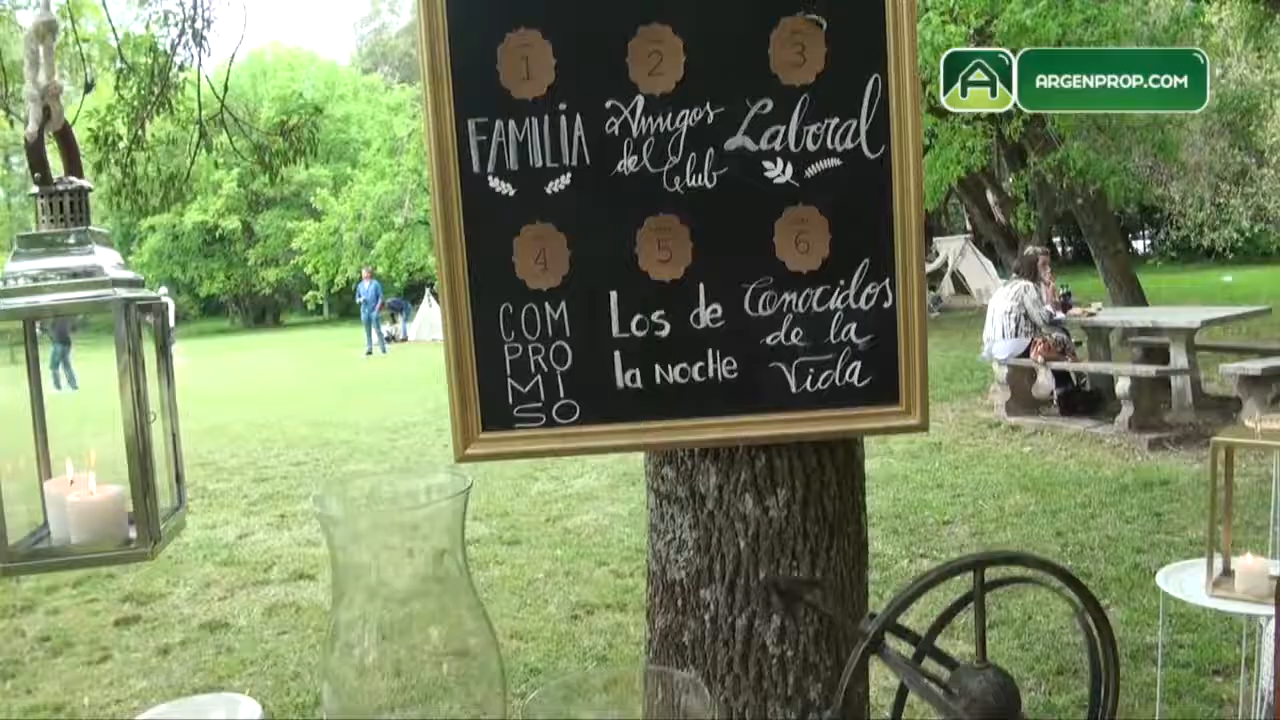 ARGENPROP.COM
1 2 3
FAMILIA
Amigos
del Club
Laboral
4 5 6
COM
PRO
MI
SO
Los de
la NOCHE
Conocidos
de la
Vida